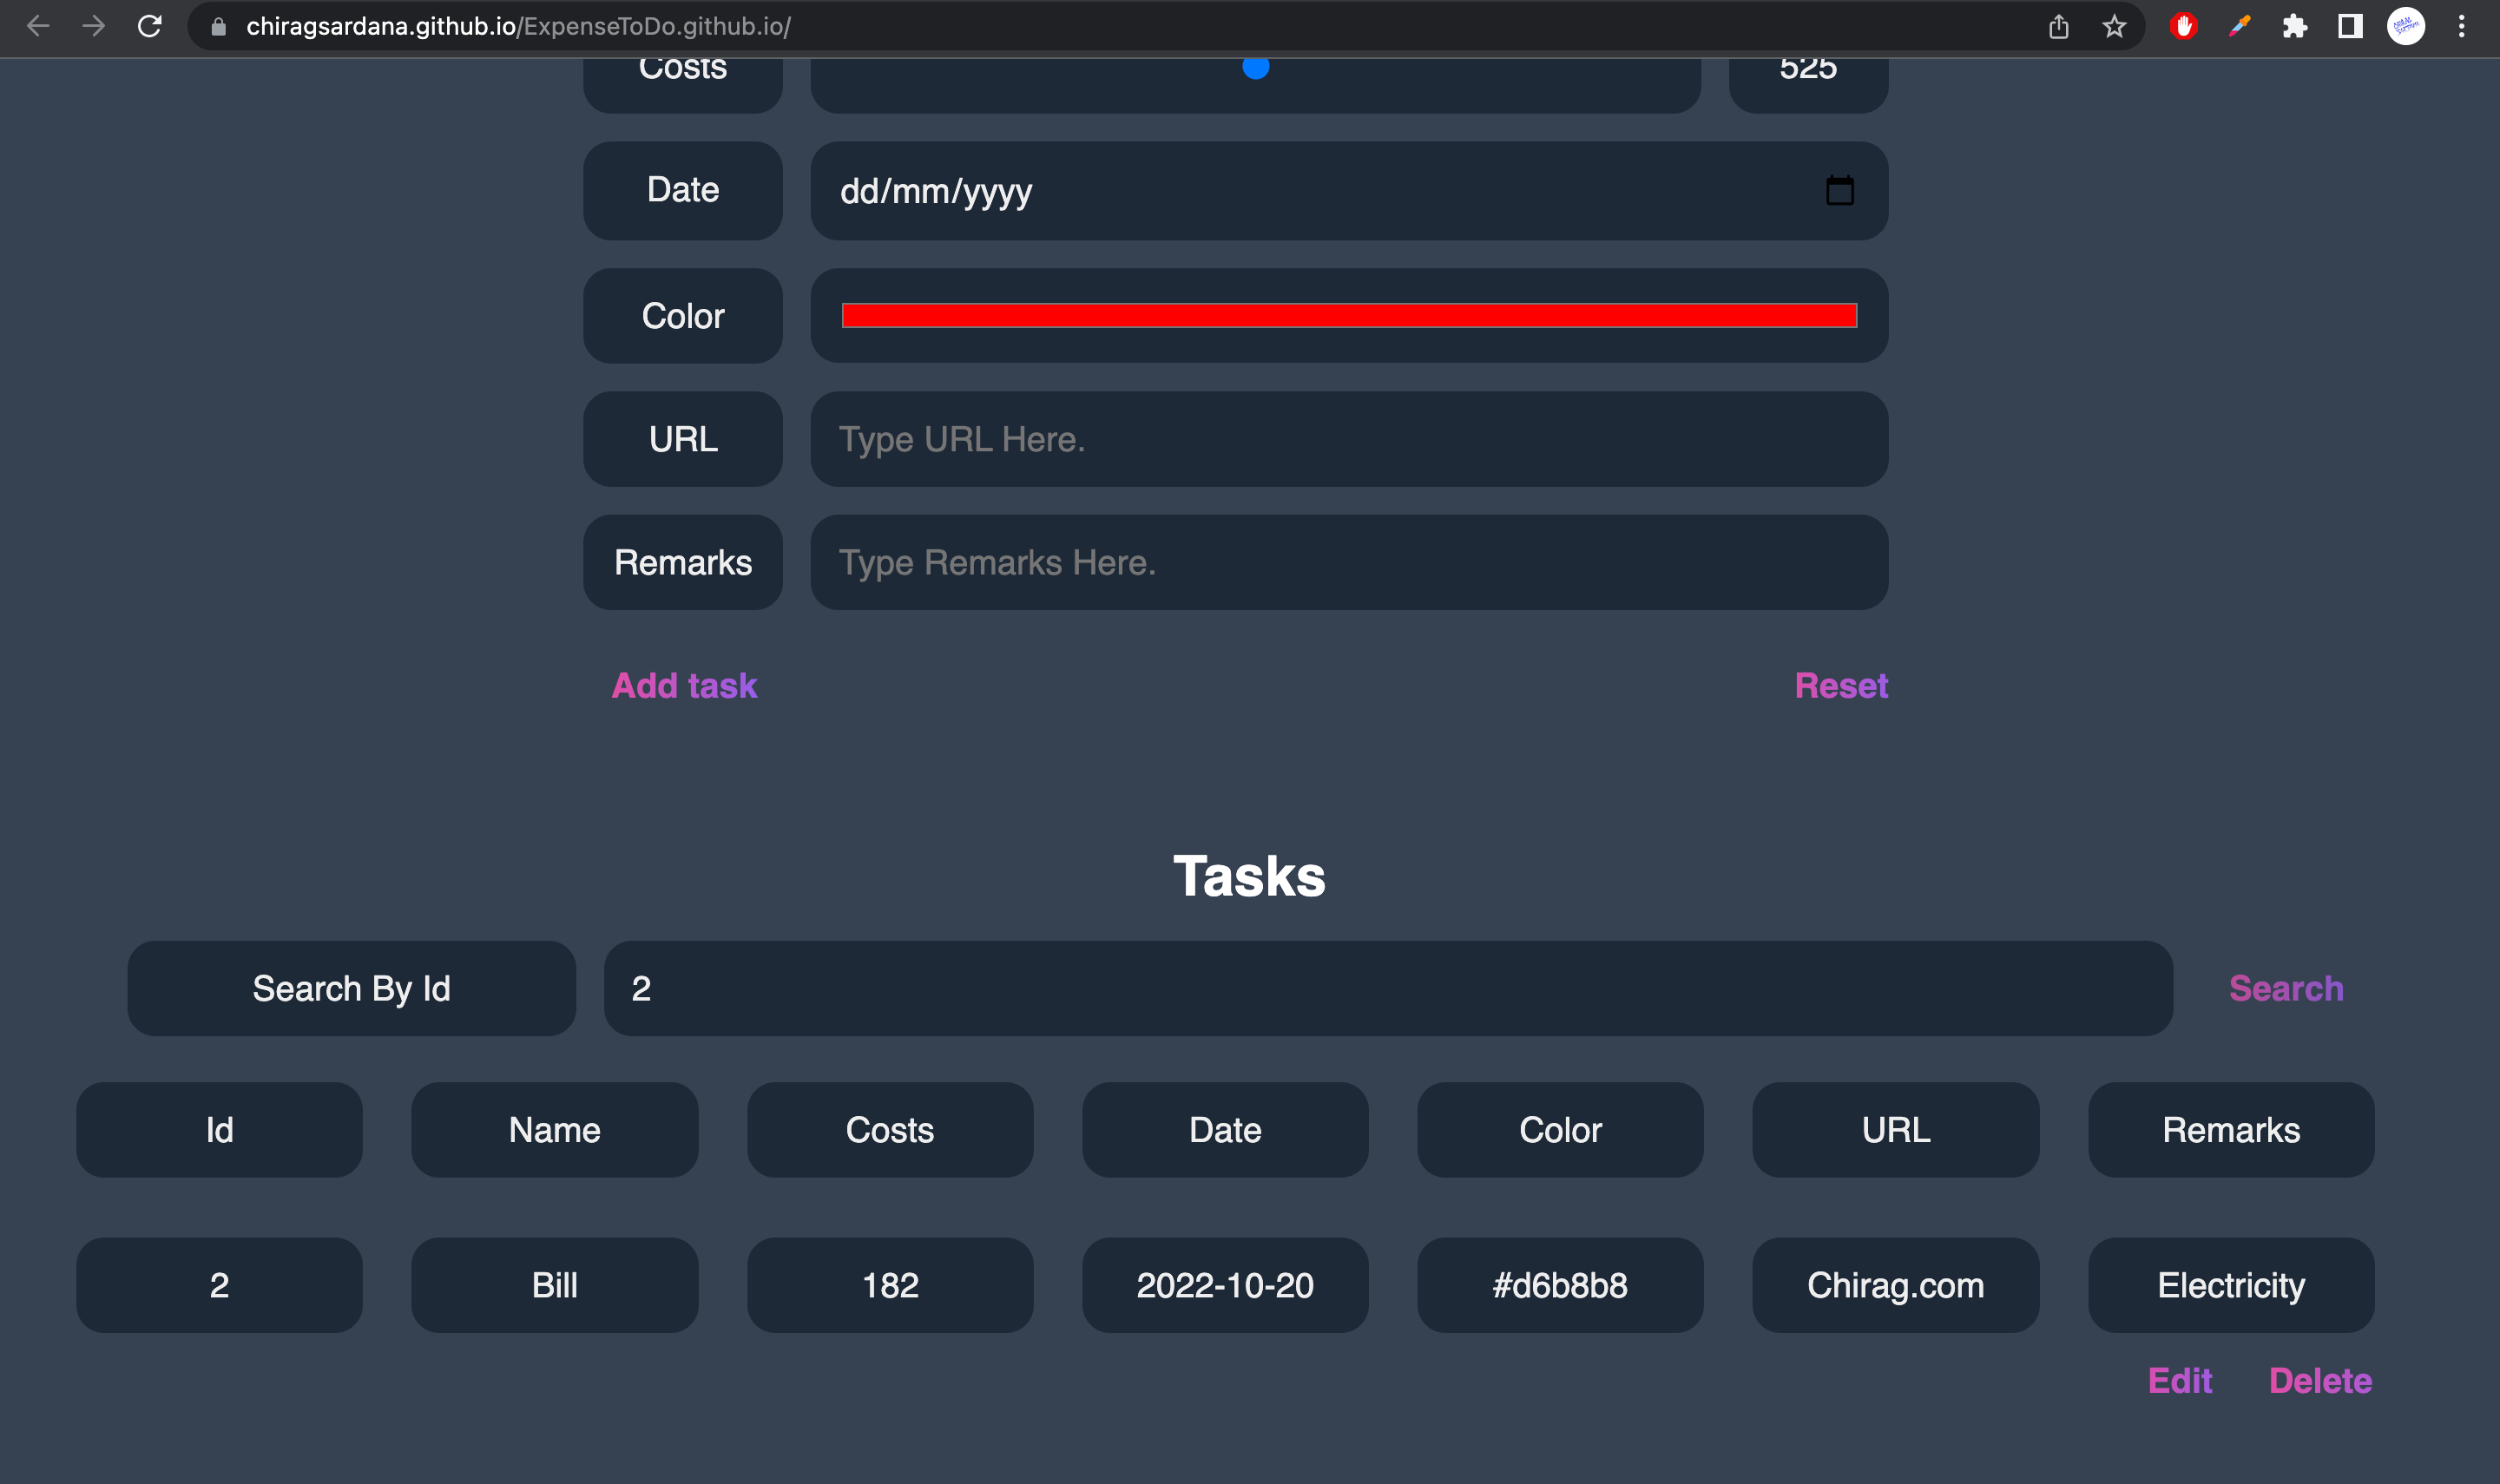 chiragsardana.github.io/ExpenseToDo.github.io/
Costs 525
Date dd/mm/yyyy
Color
URL Type URL Here.
Remarks Type Remarks Here.
Add task Reset
Tasks
Search By Id 2 Search
Id Name Costs Date Color URL Remarks
2 Bill 182 2022-10-20 #d6b8b8 Chirag.com Electricity
Edit Delete